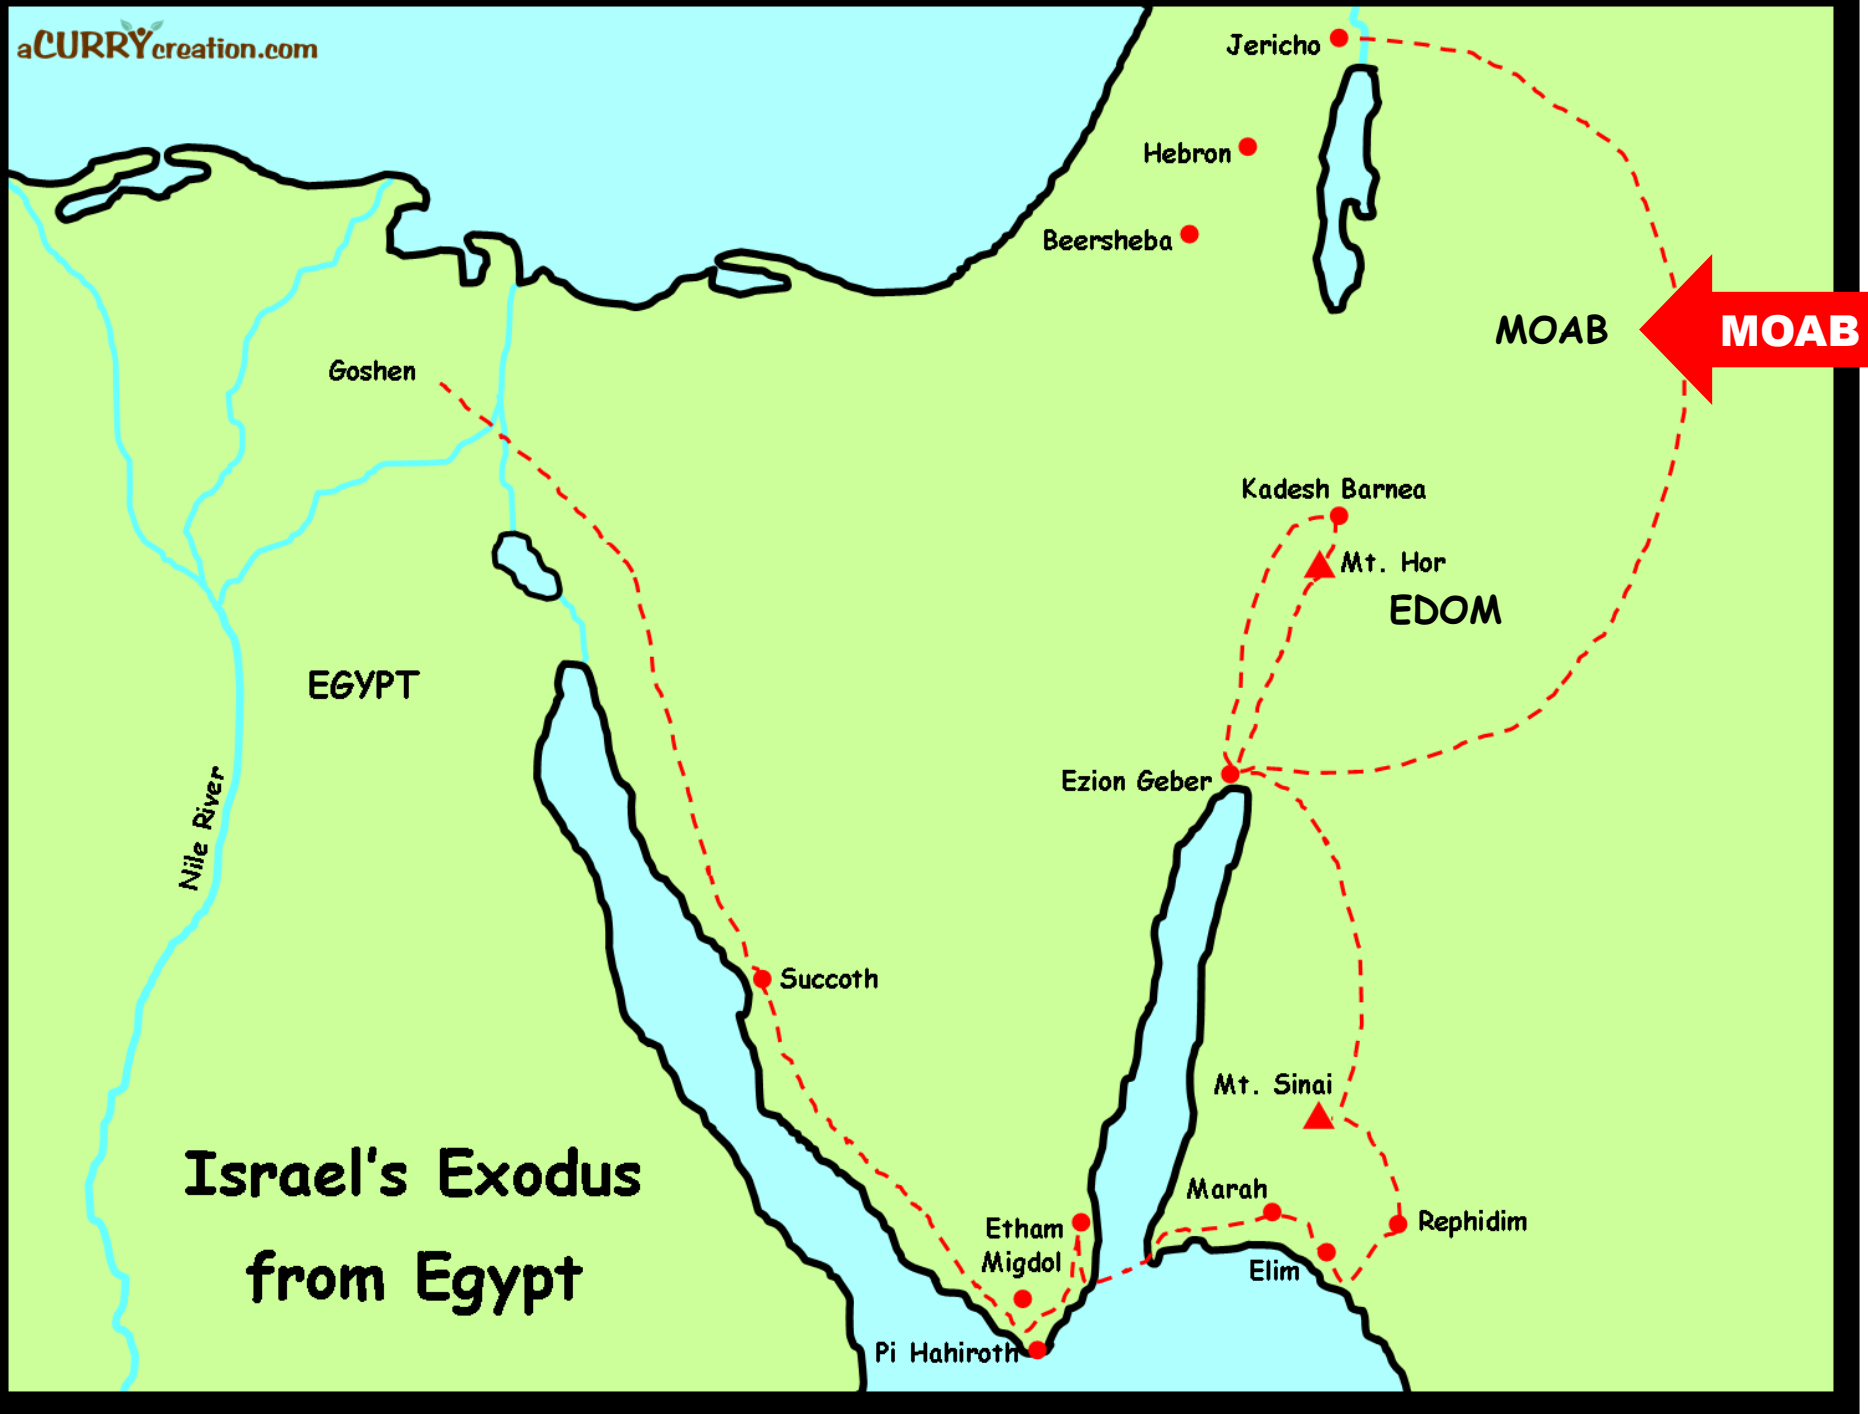 aCURRYcreation.com
Jericho
Hebron
Beersheba
MOAB
MOAB
Goshen
Kadesh Barnea
Mt. Hor
EDOM
EGYPT
Ezion Geber
Nile River
Succoth
Mt. Sinai
Israel's Exodus
from Egypt
Marah
Rephidim
Etham
Migdol
Elim
Pi Hahiroth